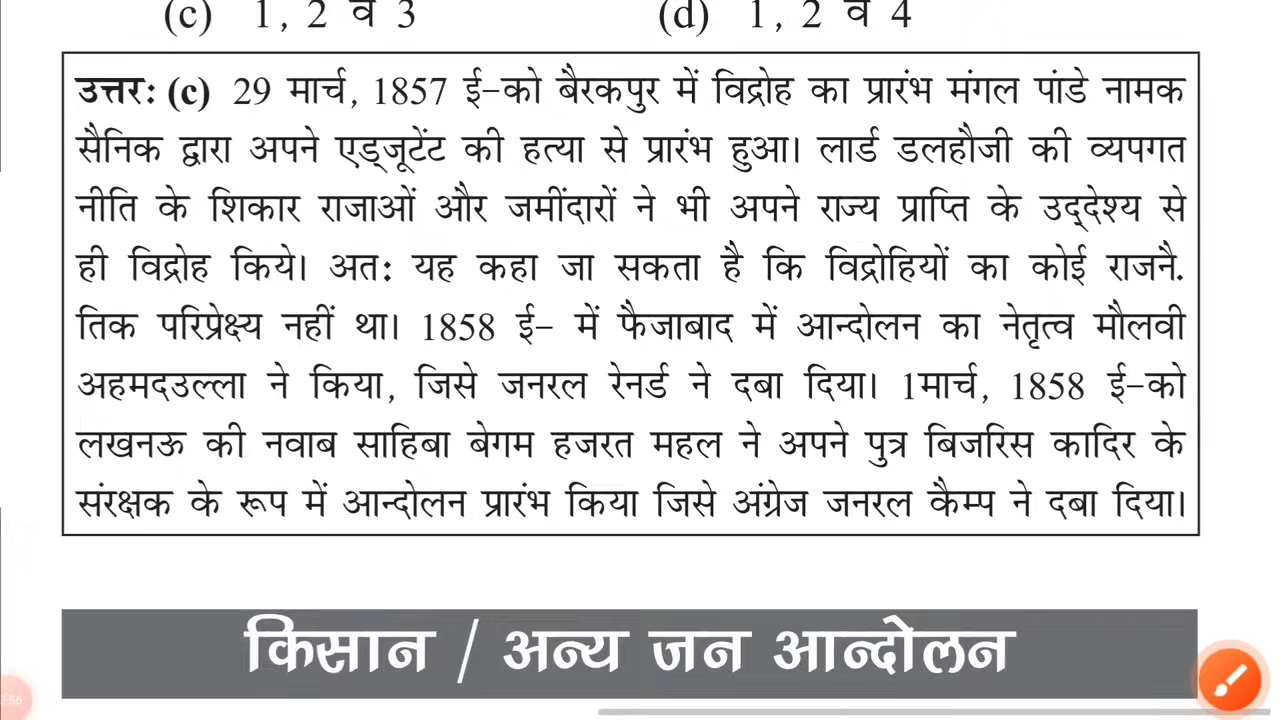 (c) 1, 2 व 3 (d) 1, 2 व 4
उत्तरः (c) 29 मार्च, 1857 ई-को बैरकपुर में विद्रोह का प्रारंभ मंगल पांडे नामक
सैनिक द्वारा अपने एड्जूटेंट की हत्या से प्रारंभ हुआ। लार्ड डलहौजी की व्यपगत
नीति के शिकार राजाओं और जमींदारों ने भी अपने राज्य प्राप्ति के उद्देश्य से
ही विद्रोह किये। अतः यह कहा जा सकता है कि विद्रोहियों का कोई राजनै.
तिक परिप्रेक्ष्य नहीं था। 1858 ई- में फैजाबाद में आन्दोलन का नेतृत्व मौलवी
अहमदउल्ला ने किया, जिसे जनरल रेनर्ड ने दबा दिया। 1मार्च, 1858 ई-को
लखनऊ की नवाब साहिबा बेगम हजरत महल ने अपने पुत्र बिजरिस कादिर के
संरक्षक के रूप में आन्दोलन प्रारंभ किया जिसे अंग्रेज जनरल कैम्प ने दबा दिया।
किसान / अन्य जन आन्दोलन